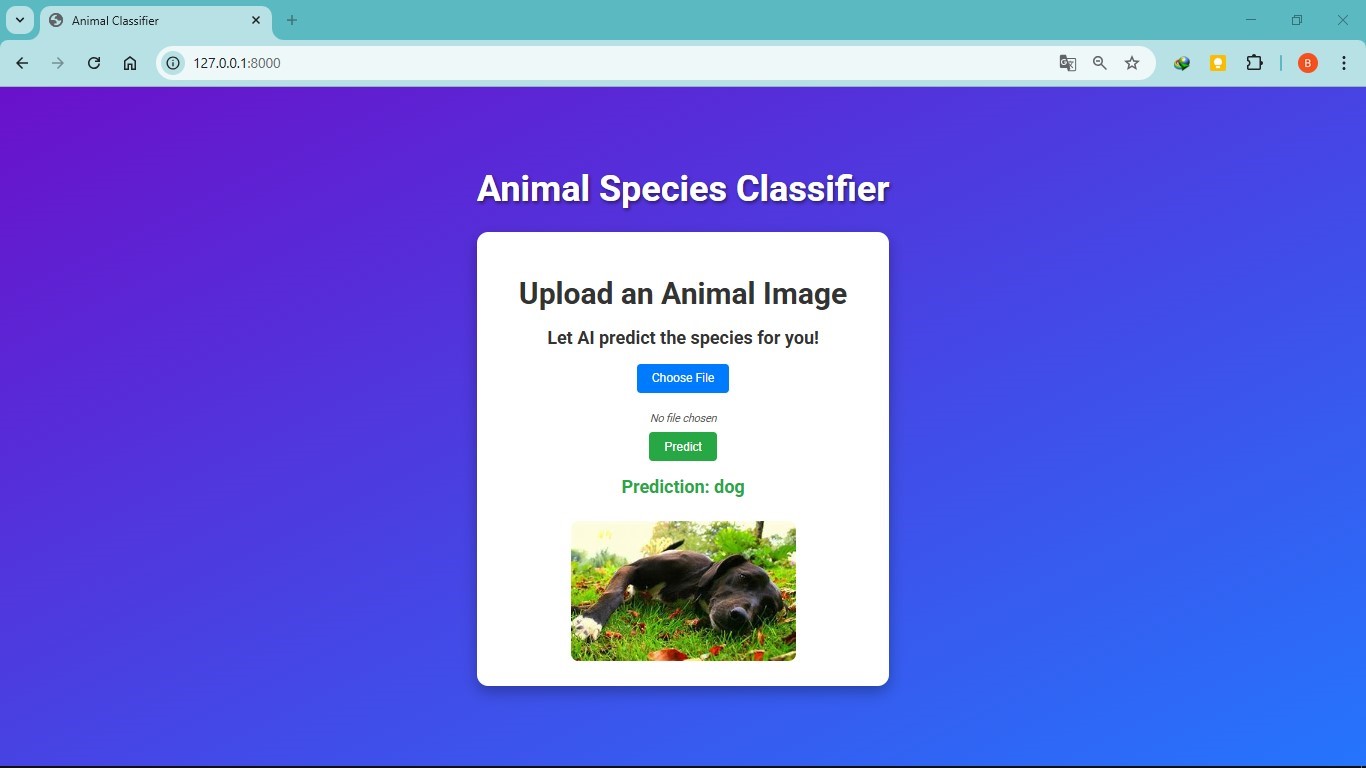 Animal Classifier
127.0.0.1:8000
B
Animal Species Classifier
Upload an Animal Image
Let AI predict the species for you!
Choose File
No file chosen
Predict
Prediction: dog